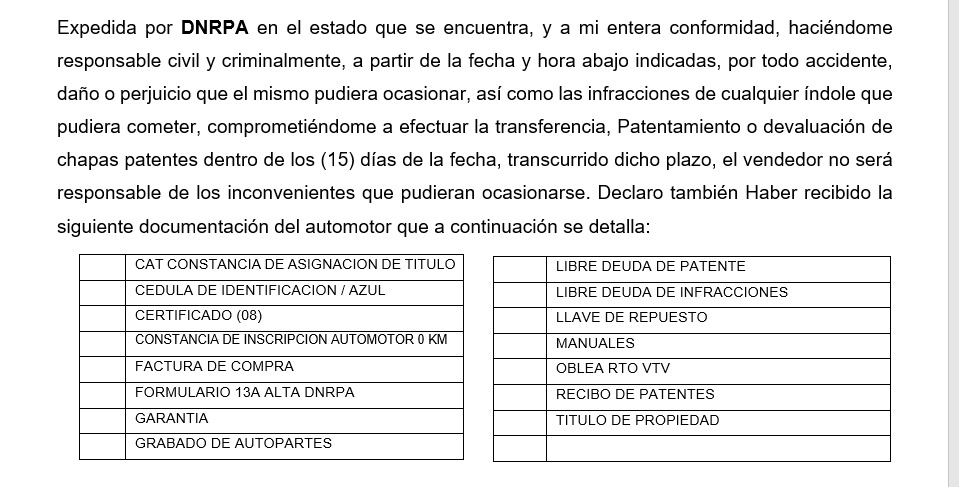 Expedida por DNRPA en el estado que se encuentra, y a mi entera conformidad, haciéndome
responsable civil y criminalmente, a partir de la fecha y hora abajo indicadas, por todo accidente,
daño o perjuicio que el mismo pudiera ocasionar, así como las infracciones de cualquier índole que
pudiera cometer, comprometiéndome a efectuar la transferencia, Patentamiento o devaluación de
chapas patentes dentro de los (15) días de la fecha, transcurrido dicho plazo, el vendedor no será
responsable de los inconvenientes que pudieran ocasionarse. Declaro también Haber recibido la
siguiente documentación del automotor que a continuación se detalla:
CAT CONSTANCIA DE ASIGNACION DE TITULO
CEDULA DE IDENTIFICACION / AZUL
CERTIFICADO (08)
CONSTANCIA DE INSCRIPCION AUTOMOTOR 0 KM
FACTURA DE COMPRA
FORMULARIO 13A ALTA DNRPA
GARANTIA
GRABADO DE AUTOPARTES
LIBRE DEUDA DE PATENTE
LIBRE DEUDA DE INFRACCIONES
LLAVE DE REPUESTO
MANUALES
OBLEA RTO VTV
RECIBO DE PATENTES
TITULO DE PROPIEDAD